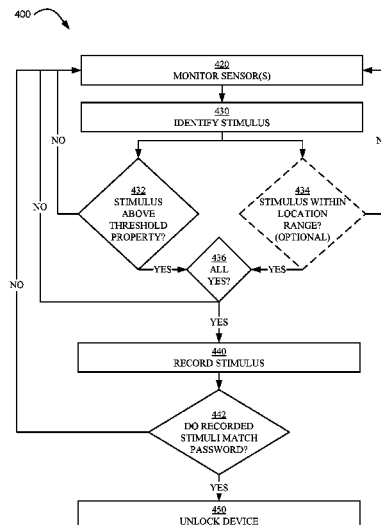 400
420
MONITOR SENSOR(S)
430
IDENTIFY STIMULUS
NO
NO
NO
NO
432
STIMULUS
ABOVE
THRESHOLD
PROPERTY?
434
STIMULUS WITHIN
LOCATION
RANGE?
(OPTIONAL)
YES
436
ALL
YES?
YES
YES
440
RECORD STIMULUS
442
DO RECORDED
STIMULI MATCH
PASSWORD?
YES
450
UNLOCK DEVICE